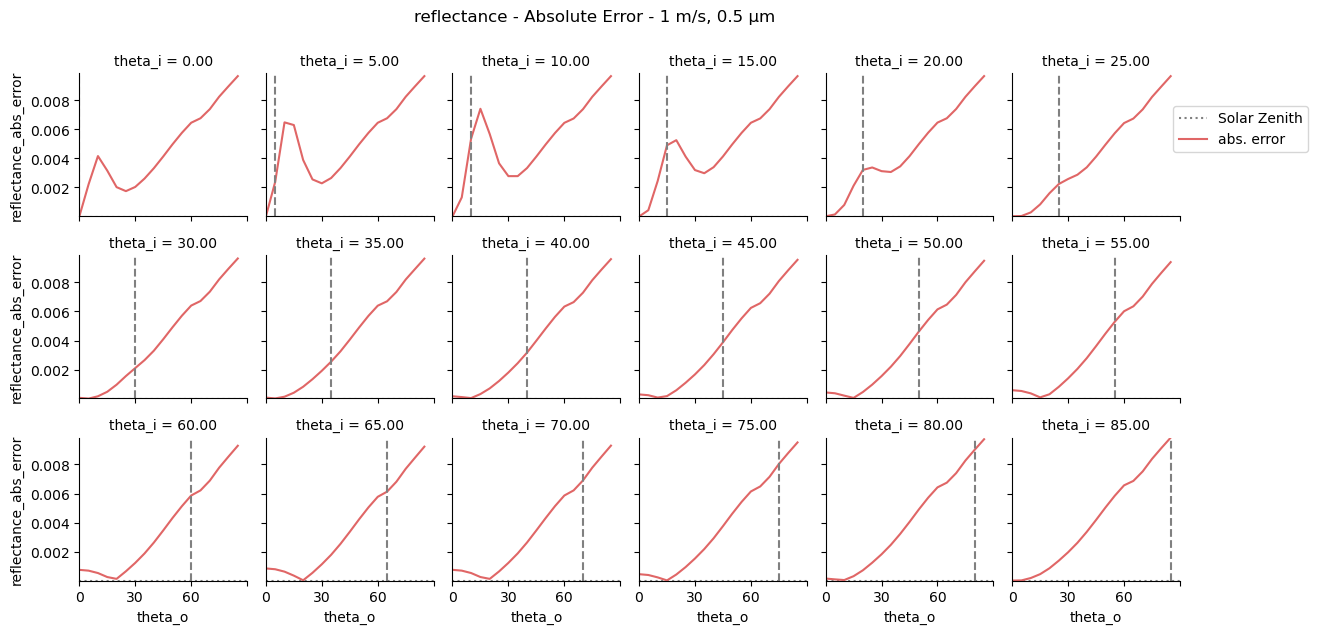 reflectance - Absolute Error - 1 m/s, 0.5 μm
theta_i = 0.00 theta_i = 5.00 theta_i = 10.00 theta_i = 15.00 theta_i = 20.00 theta_i = 25.00
reflectance_abs_error
0.008
0.006
0.004
0.002
Solar Zenith
abs. error
theta_i = 30.00 theta_i = 35.00 theta_i = 40.00 theta_i = 45.00 theta_i = 50.00 theta_i = 55.00
reflectance_abs_error
0.008
0.006
0.004
0.002
theta_i = 60.00 theta_i = 65.00 theta_i = 70.00 theta_i = 75.00 theta_i = 80.00 theta_i = 85.00
reflectance_abs_error
0.008
0.006
0.004
0.002
0 30 60 0 30 60 0 30 60 0 30 60 0 30 60 0 30 60
theta_o theta_o theta_o theta_o theta_o theta_o